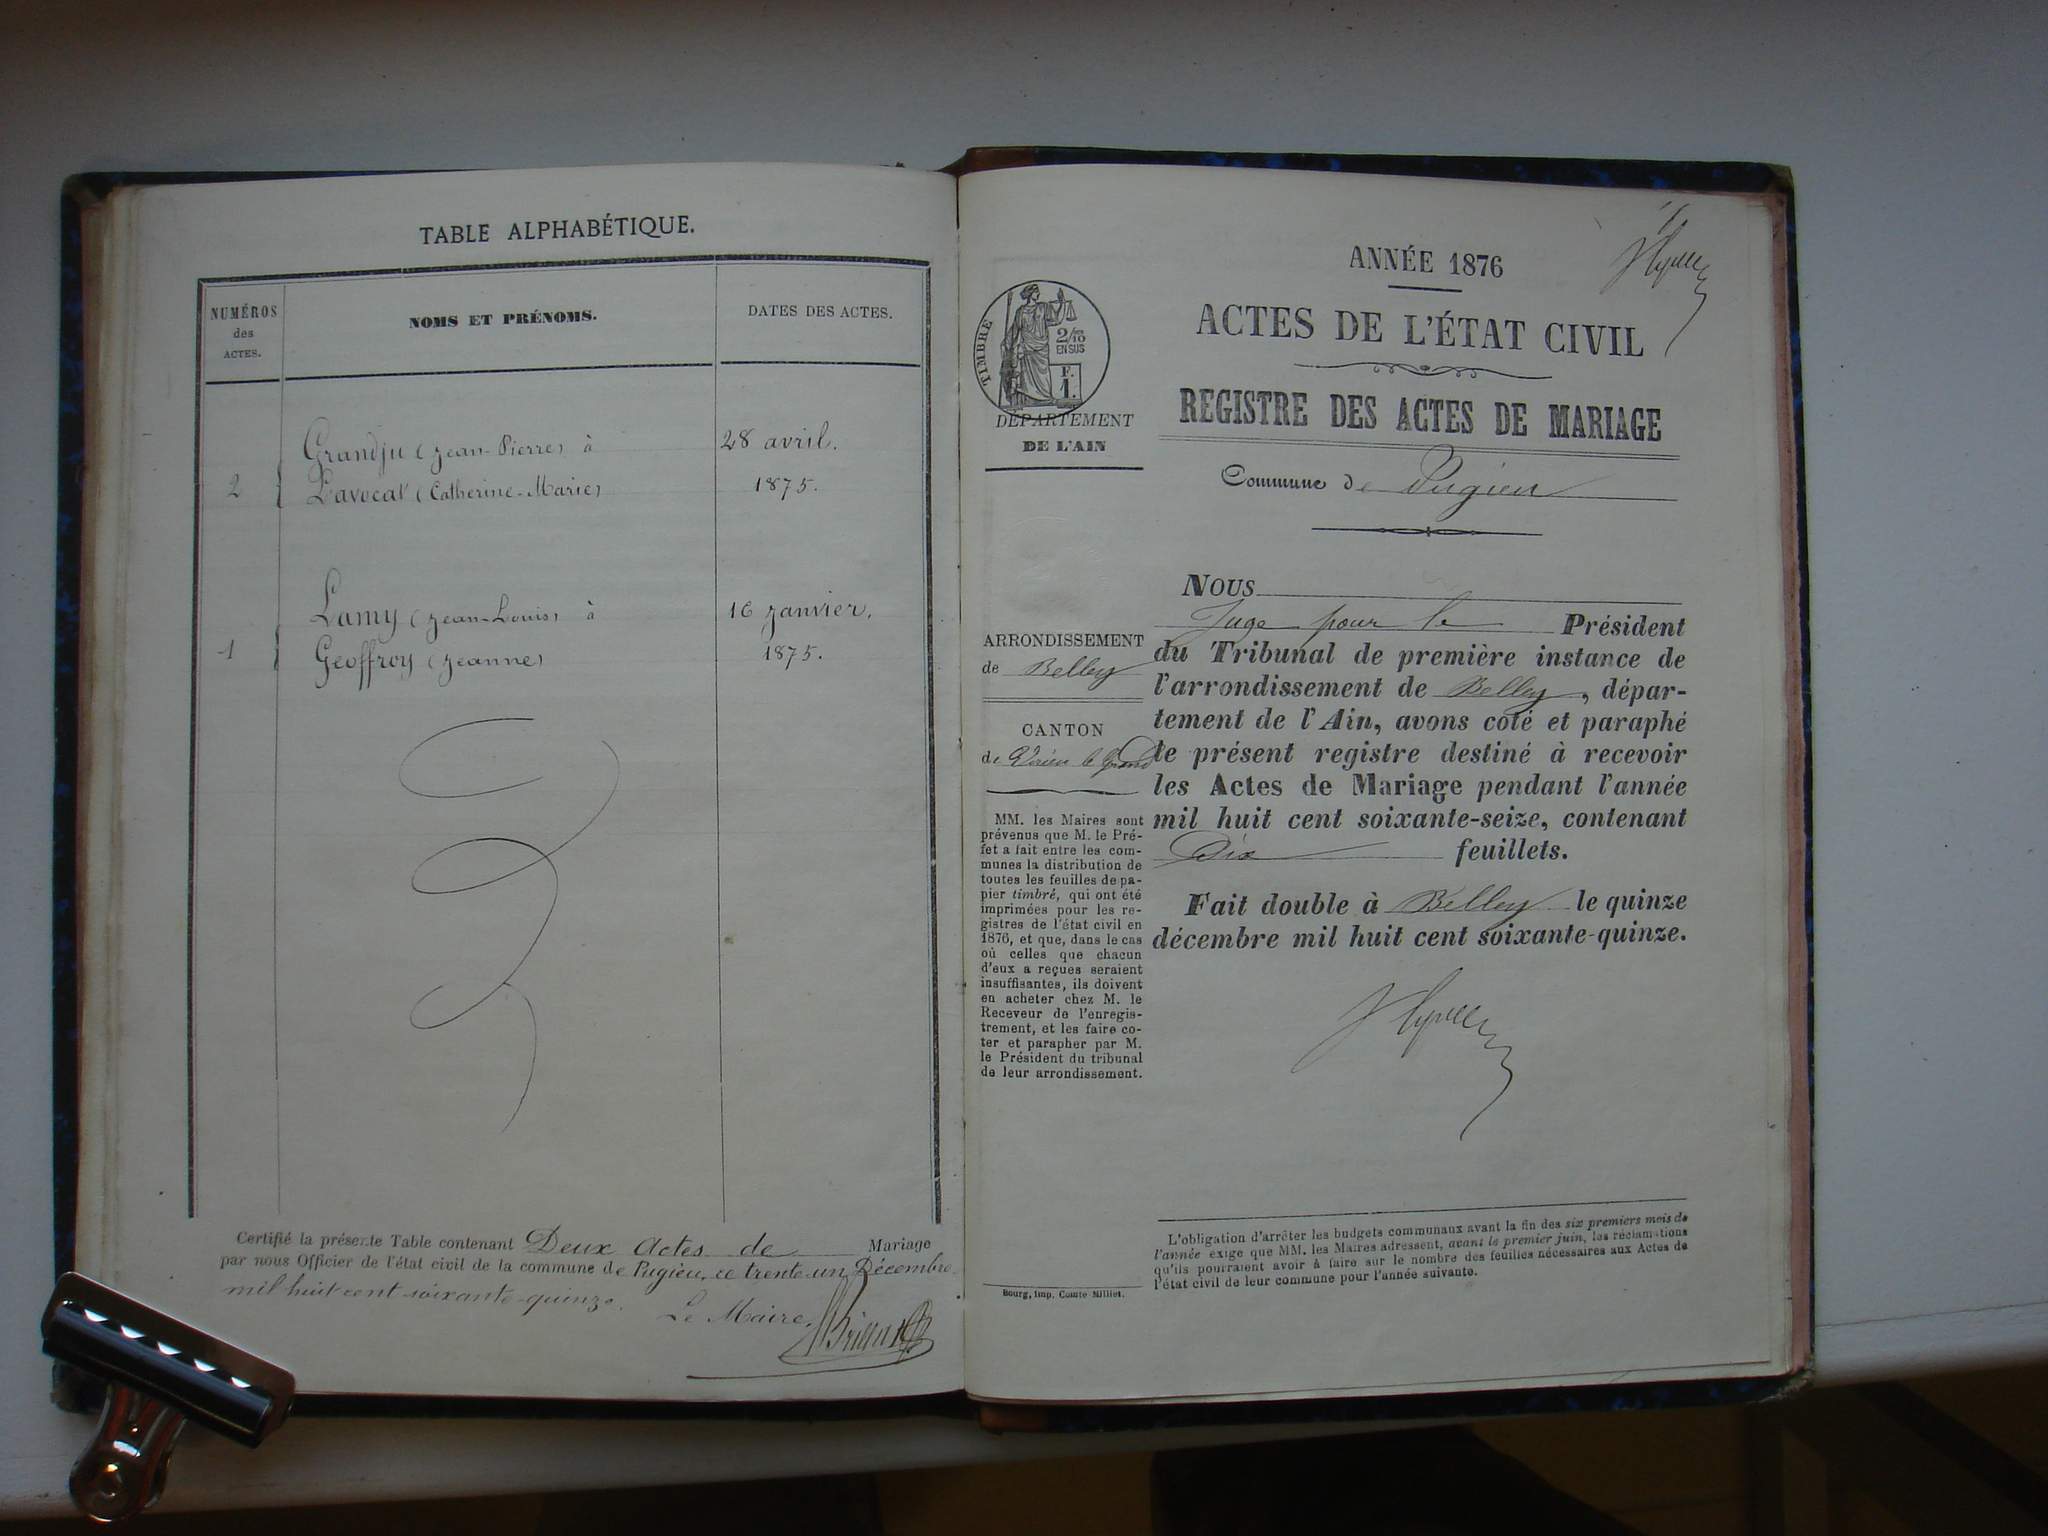 TABLE ALPHABÉTIQUE.
NUMÉROS
des
ACTES.
NOMS ET PRÉNOMS.
DATES DES ACTES.
Grandju (Jean-Pierre) à
28 avril.
2 { Lavocat (Catherine-Marie)
1875.
Lamy (Jean-Louis) à
16 Janvier.
1 { Geoffroy (Jeanne)
1875.
Certifié la présente Table contenant Deux Actes de Mariage
par nous Officier de l'état civil de la commune de Pugieu, ce trente-un Décembre
mil huit cent soixante-quinze.
Le Maire,
ANNÉE 1876
ACTES DE L'ÉTAT CIVIL
REGISTRE DES ACTES DE MARIAGE
Commune de Pugieu
TIMBRE
2/10
EN SUS
F.
1.
DÉPARTEMENT
DE L'AIN
ARRONDISSEMENT
de Belley
CANTON
de Virieu le Grand
MM. les Maires sont
prévenus que M. le Pré-
fet a fait entre les com-
munes la distribution de
toutes les feuilles de pa-
pier timbré, qui ont été
imprimées pour les re-
gistres de l'état civil en
1876, et que, dans le cas
où celles que chacun
d'eux a reçues seraient
insuffisantes, ils doivent
en acheter chez M. le
Receveur de l'enregis-
trement, et les faire co-
ter et parapher par M.
le Président du tribunal
de leur arrondissement.
Bourg, Imp. Comte-Milliet.
NOUS
Juge pour le Président
du Tribunal de première instance de
l'arrondissement de Belley, dépar-
tement de l'Ain, avons coté et paraphé
le présent registre destiné à recevoir
les Actes de Mariage pendant l'année
mil huit cent soixante-seize, contenant
Dix feuillets.
Fait double à Belley le quinze
décembre mil huit cent soixante-quinze.
L'obligation d'arrêter les budgets communaux avant la fin des six premiers mois de
l'année exige que MM. les Maires adressent, avant le premier juin, les réclamations
qu'ils pourraient avoir à faire sur le nombre des feuilles nécessaires aux Actes de
l'état civil de leur commune pour l'année suivante.